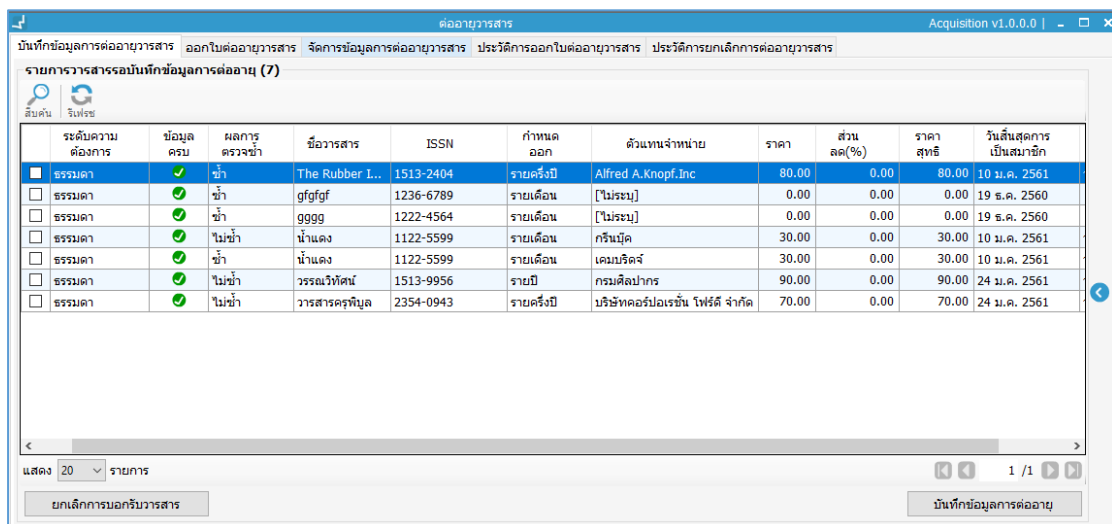 ต่ออายุวารสาร Acquisition v1.0.0.0 |
บันทึกข้อมูลการต่ออายุวารสาร ออกใบต่ออายุวารสาร จัดการข้อมูลการต่ออายุวารสาร ประวัติการออกใบต่ออายุวารสาร ประวัติการยกเลิกการต่ออายุวารสาร
รายการวารสารรอบันทึกข้อมูลการต่ออายุ (7)
สืบค้น รีเฟรช
ระดับความ ข้อมูล ผลการ ชื่อวารสาร ISSN กำหนด ตัวแทนจำหน่าย ราคา ส่วน ราคา วันสิ้นสุดการ
ต้องการ ครบ ตรวจซ้ำ ออก ลด(%) สุทธิ เป็นสมาชิก
ธรรมดา ซ้ำ The Rubber I... 1513-2404 รายครึ่งปี Alfred A.Knopf.Inc 80.00 0.00 80.00 10 ม.ค. 2561
ธรรมดา ซ้ำ gfgfgf 1236-6789 รายเดือน [ไม่ระบุ] 0.00 0.00 0.00 19 ธ.ค. 2560
ธรรมดา ซ้ำ gggg 1222-4564 รายเดือน [ไม่ระบุ] 0.00 0.00 0.00 19 ธ.ค. 2560
ธรรมดา ไม่ซ้ำ น้ำแดง 1122-5599 รายเดือน กรีนบุ๊ค 30.00 0.00 30.00 10 ม.ค. 2561
ธรรมดา ซ้ำ น้ำแดง 1122-5599 รายเดือน เคมบริดจ์ 30.00 0.00 30.00 10 ม.ค. 2561
ธรรมดา ไม่ซ้ำ วรรณวิทัศน์ 1513-9956 รายปี กรมศิลปากร 90.00 0.00 90.00 24 ม.ค. 2561
ธรรมดา ไม่ซ้ำ วารสารครุพิบูล 2354-0943 รายครึ่งปี บริษัทคอร์ปอเรชั่น โฟร์ดี จำกัด 70.00 0.00 70.00 24 ม.ค. 2561
แสดง 20 รายการ 1 /1
ยกเลิกการบอกรับวารสาร บันทึกข้อมูลการต่ออายุ